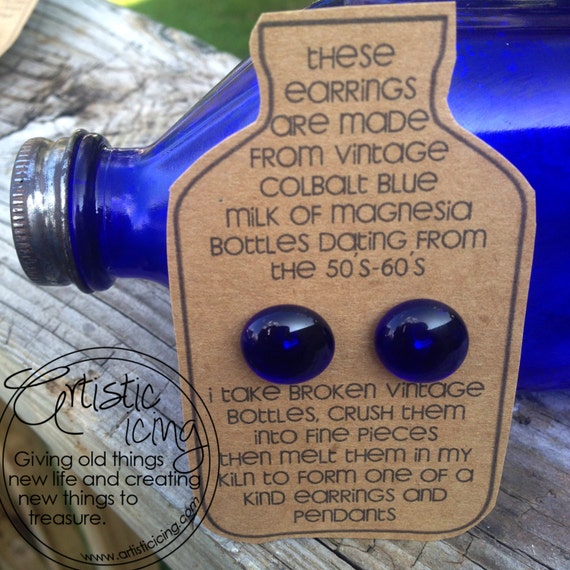 these
earrings
are made
from vintage
colbalt blue
milk of magnesia
bottles dating from
the 50's-60's
i take broken vintage
bottles, crush them
into fine pieces
then melt them in my
kiln to form one of a
kind earrings and
pendants
Artistic
icing
Giving old things
new life and creating
new things to
treasure.
www.artisticicing.com